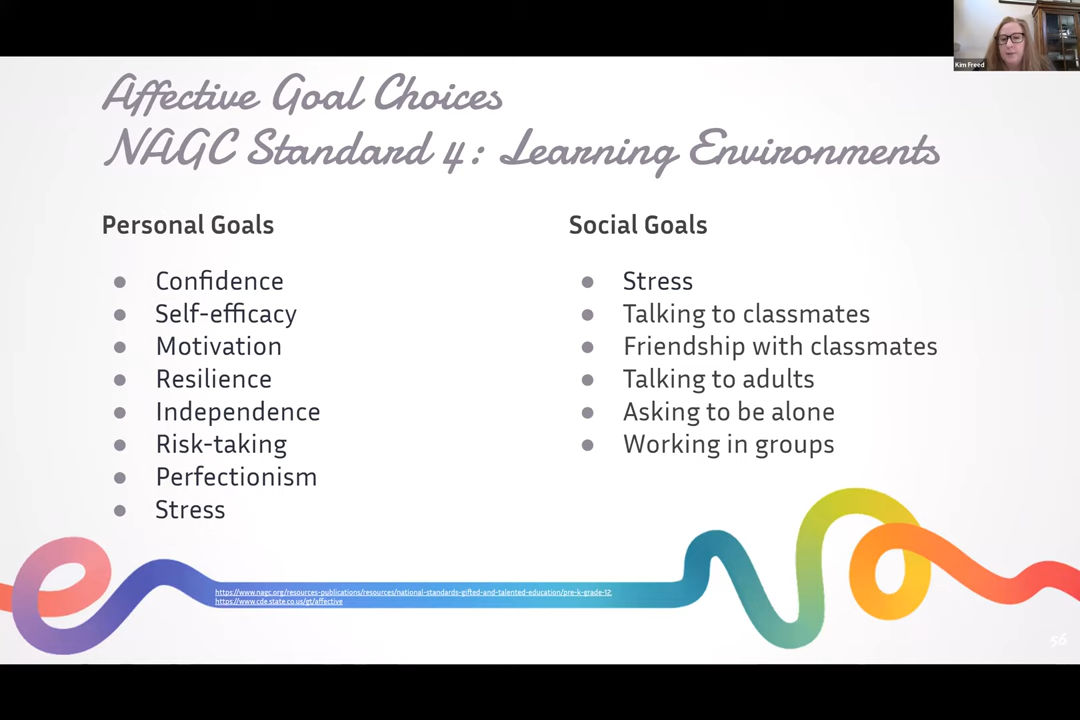 Kim Freed
Affective Goal Choices
NAGC Standard 4: Learning Environments
Personal Goals
● Confidence
● Self-efficacy
● Motivation
● Resilience
● Independence
● Risk-taking
● Perfectionism
● Stress
Social Goals
● Stress
● Talking to classmates
● Friendship with classmates
● Talking to adults
● Asking to be alone
● Working in groups
https://www.nagc.org/resources-publications/resources/national-standards-gifted-and-talented-education/pre-k-grade-12
https://www.cde.state.co.us/gt/affective
56